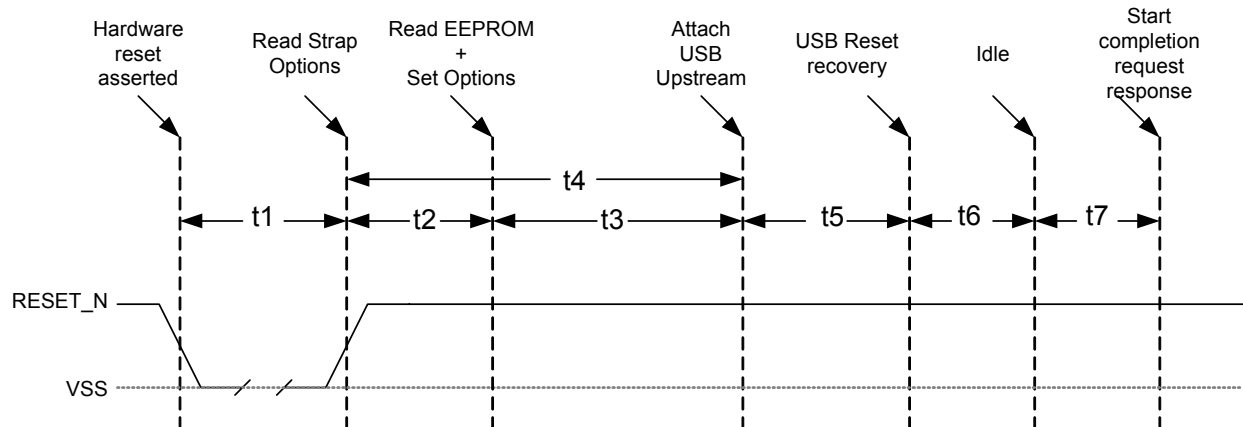 Hardware
reset
asserted
Read Strap
Options
Read EEPROM
+
Set Options
Attach
USB
Upstream
USB Reset
recovery
Idle
Start
completion
request
response
t4
t1
t2
t3
t5
t6
t7
RESET_N
VSS